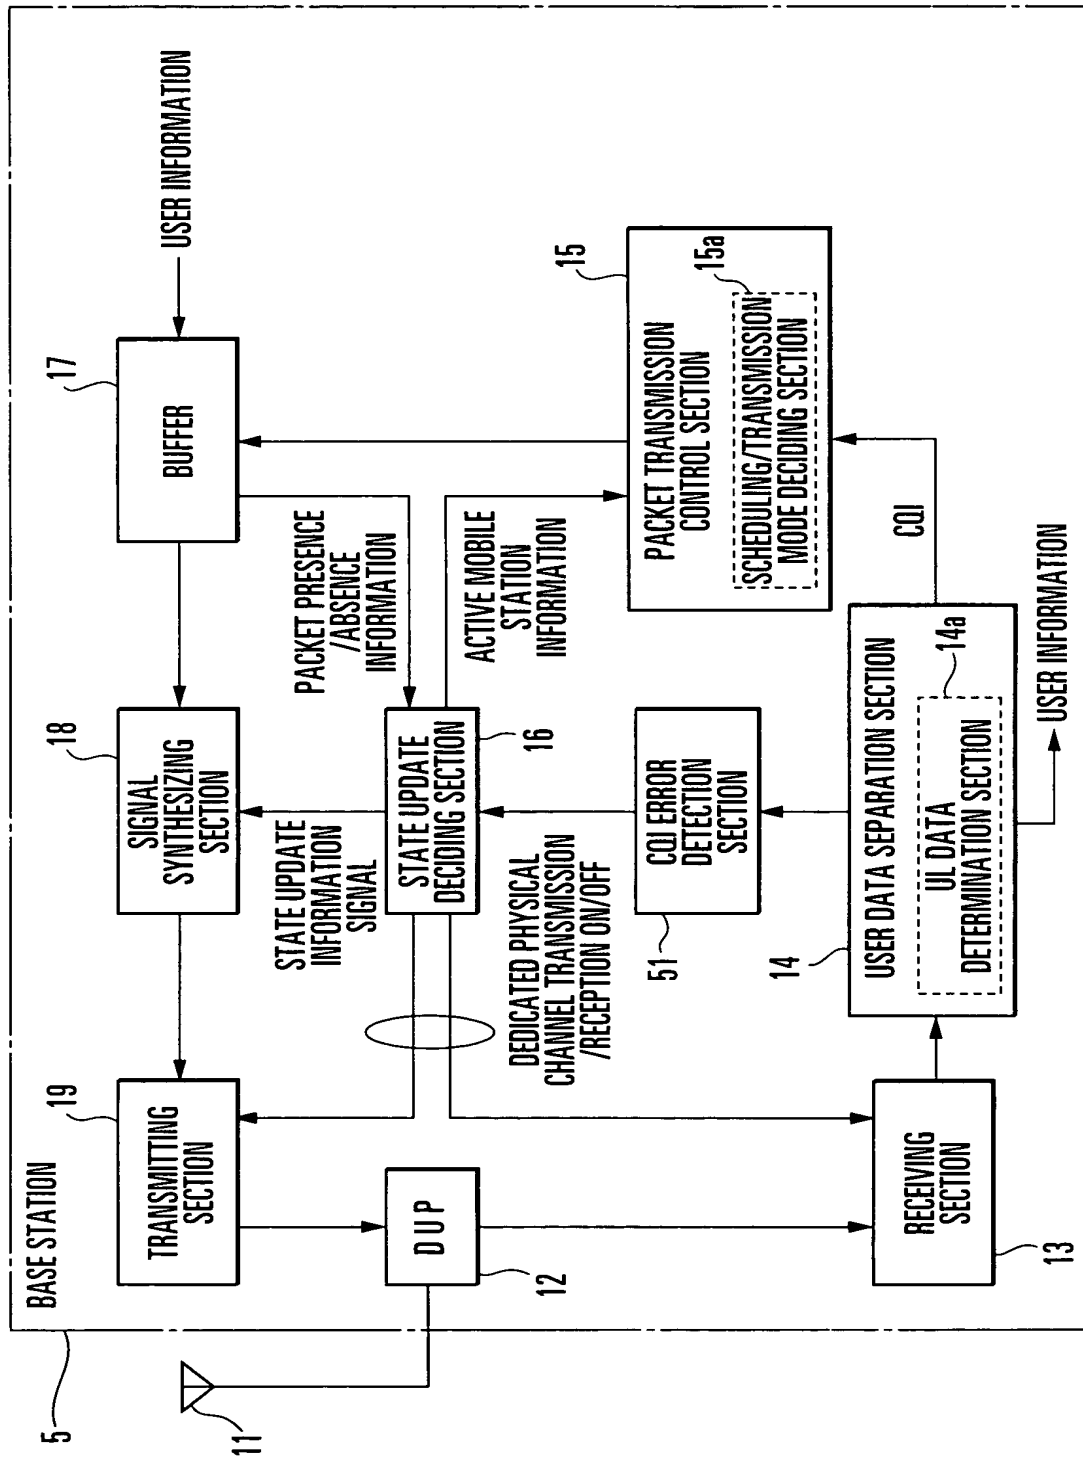 BASE STATION
5
11
19
TRANSMITTING
SECTION
18
SIGNAL
SYNTHESIZING
SECTION
17
BUFFER
USER INFORMATION
STATE UPDATE
INFORMATION
SIGNAL
PACKET PRESENCE
/ABSENCE
INFORMATION
DUP
12
STATE UPDATE
DECIDING SECTION
16
ACTIVE MOBILE
STATION
INFORMATION
DEDICATED PHYSICAL
CHANNEL TRANSMISSION
/RECEPTION ON/OFF
51
CQI ERROR
DETECTION
SECTION
15
PACKET TRANSMISSION
CONTROL SECTION
15a
SCHEDULING/TRANSMISSION
MODE DECIDING SECTION
RECEIVING
SECTION
13
14
USER DATA SEPARATION SECTION
14a
UL DATA
DETERMINATION SECTION
CQI
USER INFORMATION